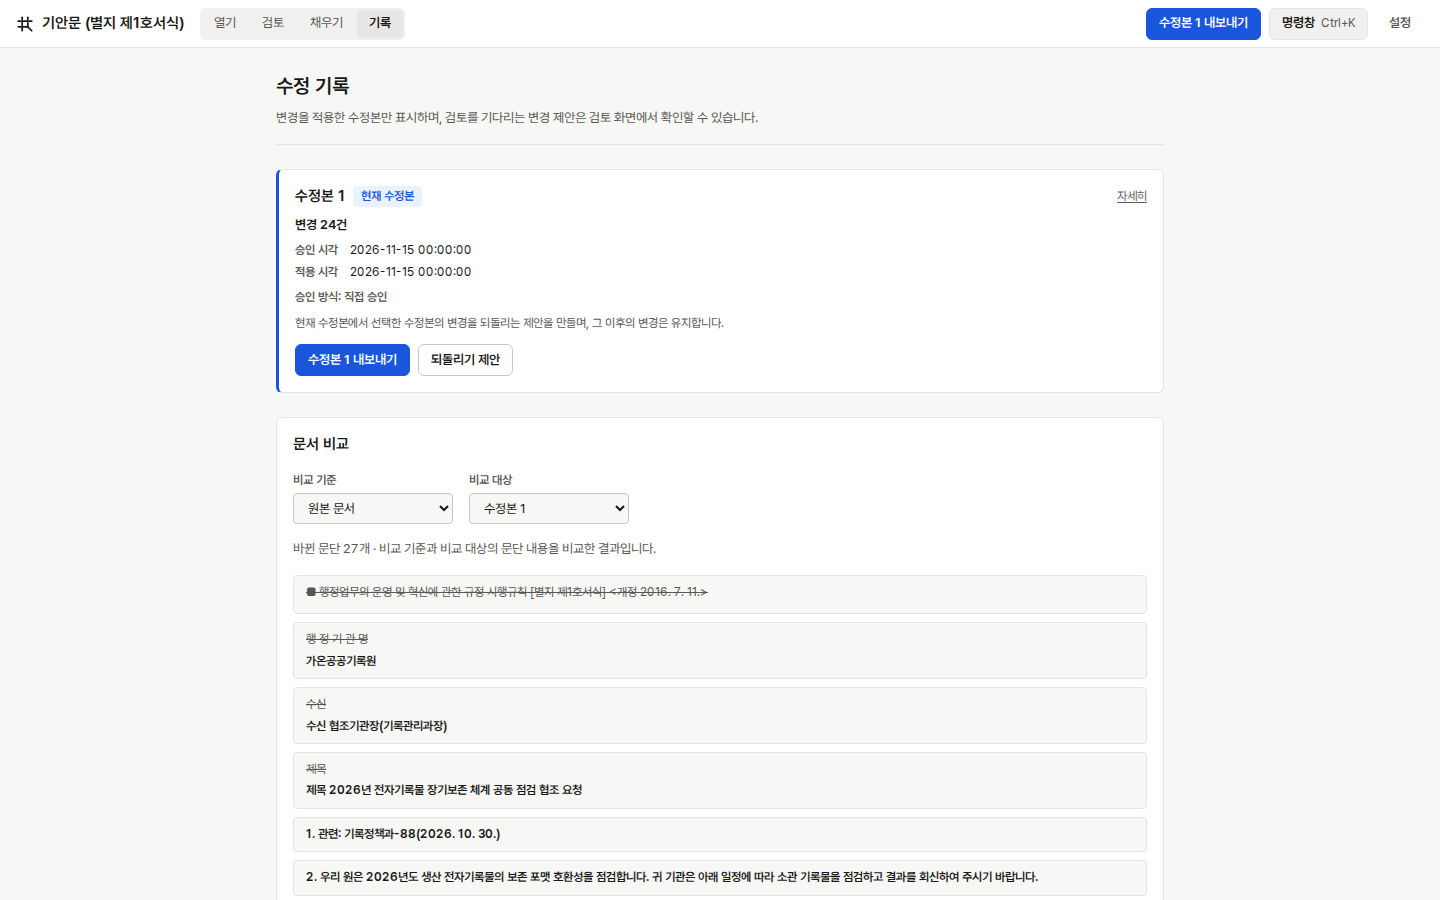 기안문 (별지 제1호서식)
열기
검토
채우기
기록
수정본 1 내보내기
명령창 Ctrl+K
설정
수정 기록
변경을 적용한 수정본만 표시하며, 검토를 기다리는 변경 제안은 검토 화면에서 확인할 수 있습니다.
수정본 1
현재 수정본
자세히
변경 24건
승인 시각 2026-11-15 00:00:00
적용 시각 2026-11-15 00:00:00
승인 방식: 직접 승인
현재 수정본에서 선택한 수정본의 변경을 되돌리는 제안을 만들며, 그 이후의 변경은 유지합니다.
수정본 1 내보내기
되돌리기 제안
문서 비교
비교 기준
비교 대상
원본 문서
수정본 1
바뀐 문단 27개 · 비교 기준과 비교 대상의 문단 내용을 비교한 결과입니다.
■ 행정업무의 운영 및 혁신에 관한 규정 시행규칙 [별지 제1호서식] <개정 2016. 7. 11.>
행 정 기 관 명
가온공공기록원
수신
수신 협조기관장(기록관리과장)
제목
제목 2026년 전자기록물 장기보존 체계 공동 점검 협조 요청
1. 관련: 기록정책과-88(2026. 10. 30.)
2. 우리 원은 2026년도 생산 전자기록물의 보존 포맷 호환성을 점검합니다. 귀 기관은 아래 일정에 따라 소관 기록물을 점검하고 결과를 회신하여 주시기 바랍니다.